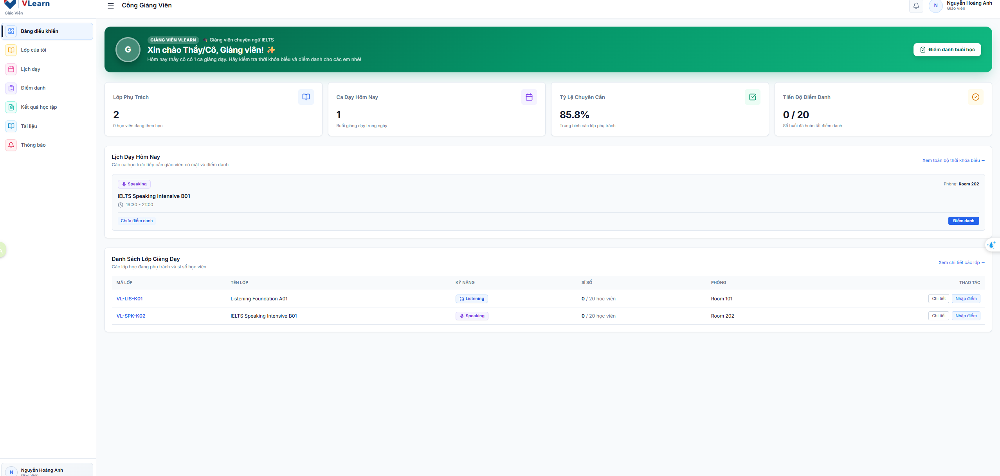 VLearn
Giáo Viên
Cổng Giảng Viên
N
Nguyễn Hoàng Anh
Giáo viên
Bảng điều khiển
Lớp của tôi
Lịch dạy
Điểm danh
Kết quả học tập
Tài liệu
Thông báo
G
GIẢNG VIÊN VLEARN
Giảng viên chuyên ngữ IELTS
Xin chào Thầy/Cô, Giảng viên! ✨
Hôm nay thầy cô có 1 ca giảng dạy. Hãy kiểm tra thời khóa biểu và điểm danh cho các em nhé!
Điểm danh buổi học
Lớp Phụ Trách
2
0 học viên đang theo học
Ca Dạy Hôm Nay
1
Buổi giảng dạy trong ngày
Tỷ Lệ Chuyên Cần
85.8%
Trung bình các lớp phụ trách
Tiến Độ Điểm Danh
0 / 20
Số buổi đã hoàn tất điểm danh
Lịch Dạy Hôm Nay
Các ca học trực tiếp cần giáo viên có mặt và điểm danh
Xem toàn bộ thời khóa biểu →
Speaking
Phòng: Room 202
IELTS Speaking Intensive B01
19:30 - 21:00
Chưa điểm danh
Điểm danh
Danh Sách Lớp Giảng Dạy
Các lớp học đang phụ trách và sĩ số học viên
Xem chi tiết các lớp →
MÃ LỚP TÊN LỚP KỸ NĂNG SĨ SỐ PHÒNG THAO TÁC
VL-LIS-K01 Listening Foundation A01 Listening 0 / 20 học viên Room 101 Chi tiết Nhập điểm
VL-SPK-K02 IELTS Speaking Intensive B01 Speaking 0 / 20 học viên Room 202 Chi tiết Nhập điểm
N
Nguyễn Hoàng Anh
Giáo Viên